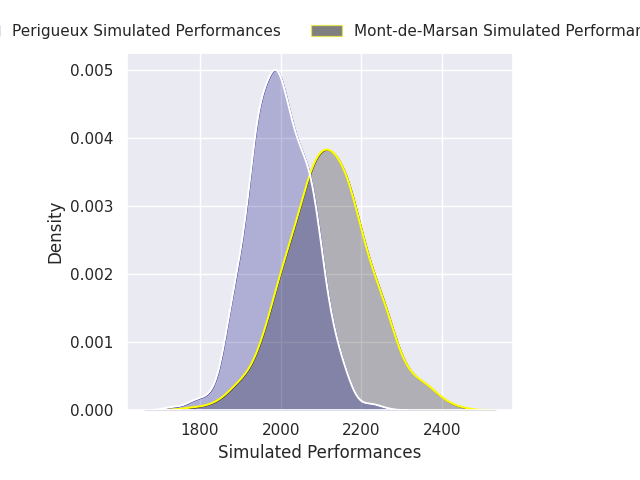 Perigueux Simulated Performances
Mont-de-Marsan Simulated
0.005
0.004
0.003
0.002
0.001
0.000
Density
1800 2000 2200 2400
Simulated Performances